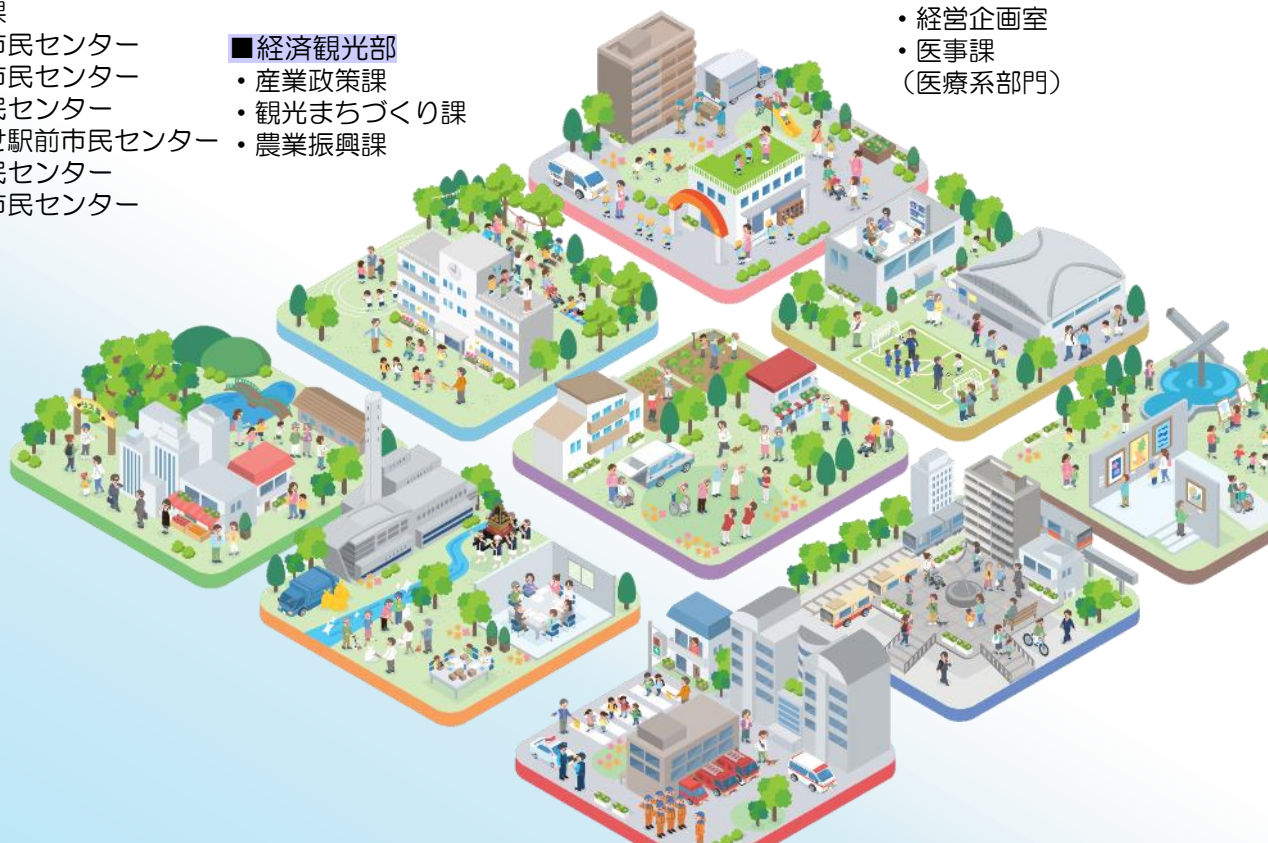 課
市民センター
市民センター
民センター
せ駅前市民センター
民センター
市民センター
■経済観光部
・産業政策課
・観光まちづくり課
・農業振興課
・経営企画室
・医事課
（医療系部門）